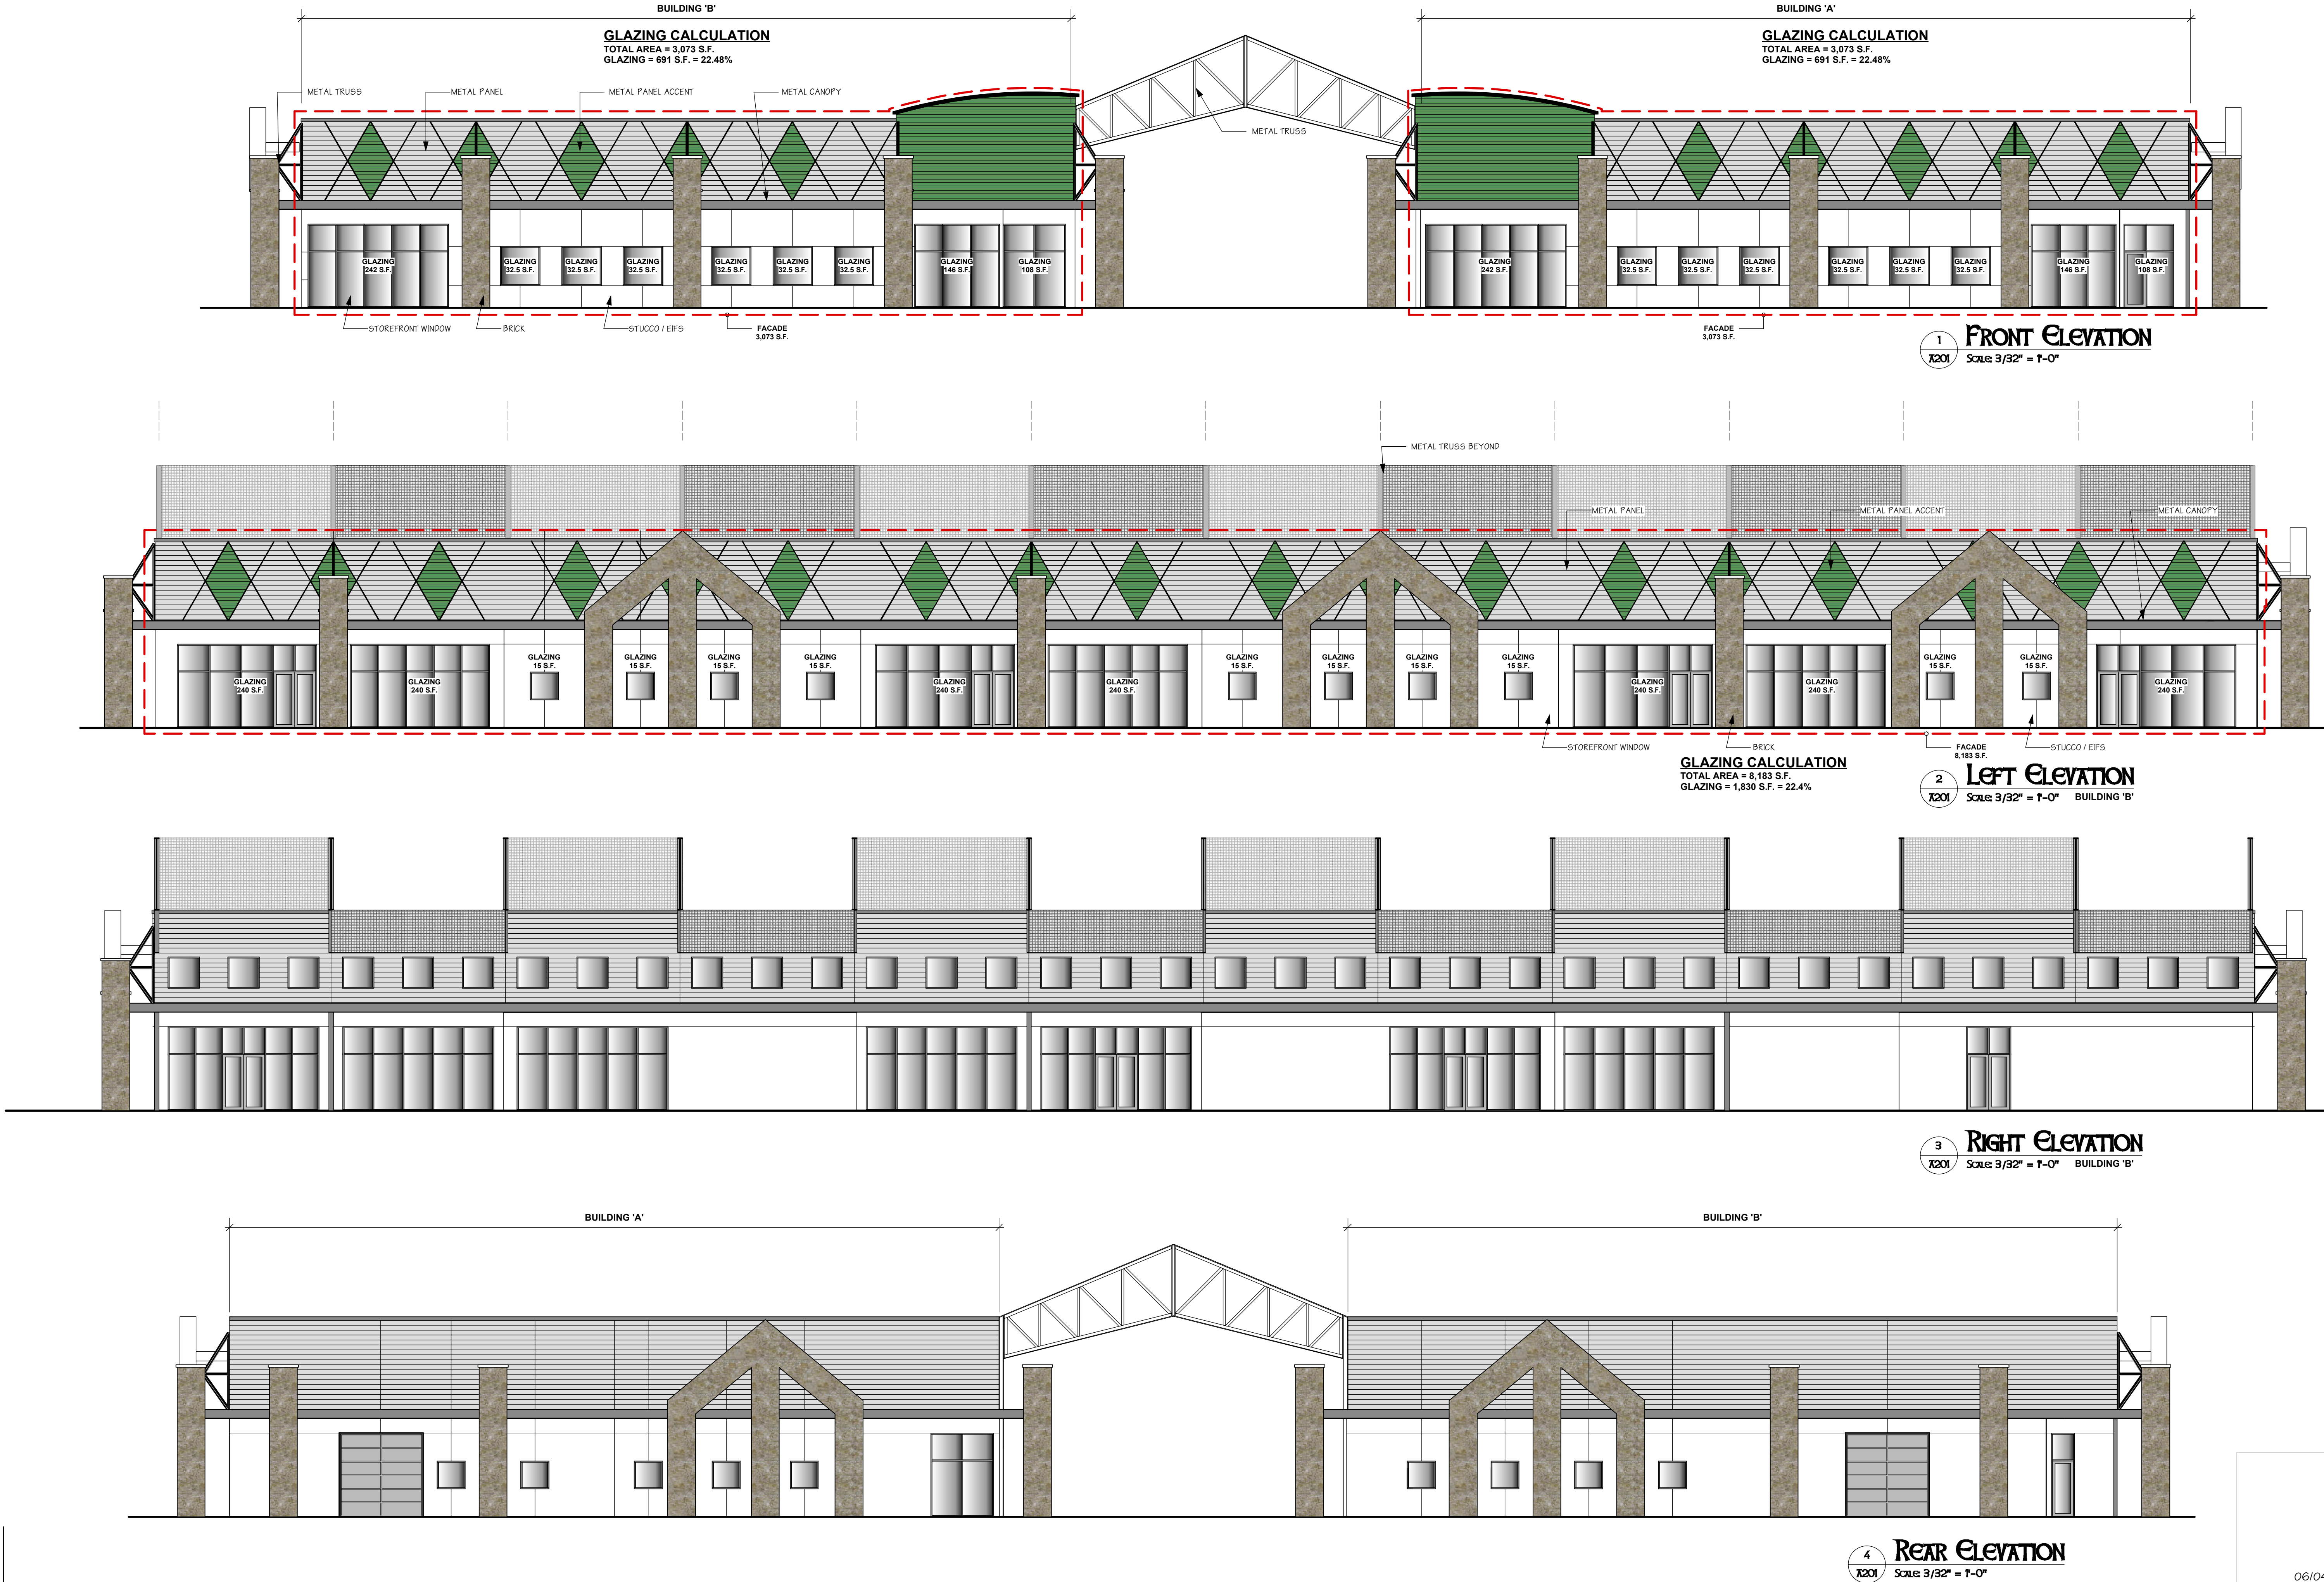 BUILDING 'B'
BUILDING 'A'
GLAZING CALCULATION
TOTAL AREA = 3,073 S.F.
GLAZING = 691 S.F. = 22.48%
GLAZING CALCULATION
TOTAL AREA = 3,073 S.F.
GLAZING = 691 S.F. = 22.48%
METAL TRUSS
METAL PANEL
METAL PANEL ACCENT
METAL CANOPY
METAL TRUSS
GLAZING
242 S.F.
GLAZING
32.5 S.F.
GLAZING
32.5 S.F.
GLAZING
32.5 S.F.
GLAZING
32.5 S.F.
GLAZING
32.5 S.F.
GLAZING
32.5 S.F.
GLAZING
146 S.F.
GLAZING
108 S.F.
GLAZING
242 S.F.
GLAZING
32.5 S.F.
GLAZING
32.5 S.F.
GLAZING
32.5 S.F.
GLAZING
32.5 S.F.
GLAZING
32.5 S.F.
GLAZING
32.5 S.F.
GLAZING
146 S.F.
GLAZING
108 S.F.
STOREFRONT WINDOW
BRICK
STUCCO / EIFS
FACADE
3,073 S.F.
FACADE
3,073 S.F.
1
A201
FRONT ELEVATION
SCALE: 3/32" = 1'-0"
METAL TRUSS BEYOND
METAL PANEL
METAL PANEL ACCENT
METAL CANOPY
GLAZING
240 S.F.
GLAZING
240 S.F.
GLAZING
15 S.F.
GLAZING
15 S.F.
GLAZING
15 S.F.
GLAZING
15 S.F.
GLAZING
240 S.F.
GLAZING
240 S.F.
GLAZING
15 S.F.
GLAZING
15 S.F.
GLAZING
15 S.F.
GLAZING
15 S.F.
GLAZING
240 S.F.
GLAZING
240 S.F.
GLAZING
15 S.F.
GLAZING
15 S.F.
GLAZING
240 S.F.
STOREFRONT WINDOW
BRICK
FACADE
8,183 S.F.
STUCCO / EIFS
GLAZING CALCULATION
TOTAL AREA = 8,183 S.F.
GLAZING = 1,830 S.F. = 22.4%
2
A201
LEFT ELEVATION
SCALE: 3/32" = 1'-0" BUILDING 'B'
3
A201
RIGHT ELEVATION
SCALE: 3/32" = 1'-0" BUILDING 'B'
BUILDING 'A'
BUILDING 'B'
4
A201
REAR ELEVATION
SCALE: 3/32" = 1'-0"